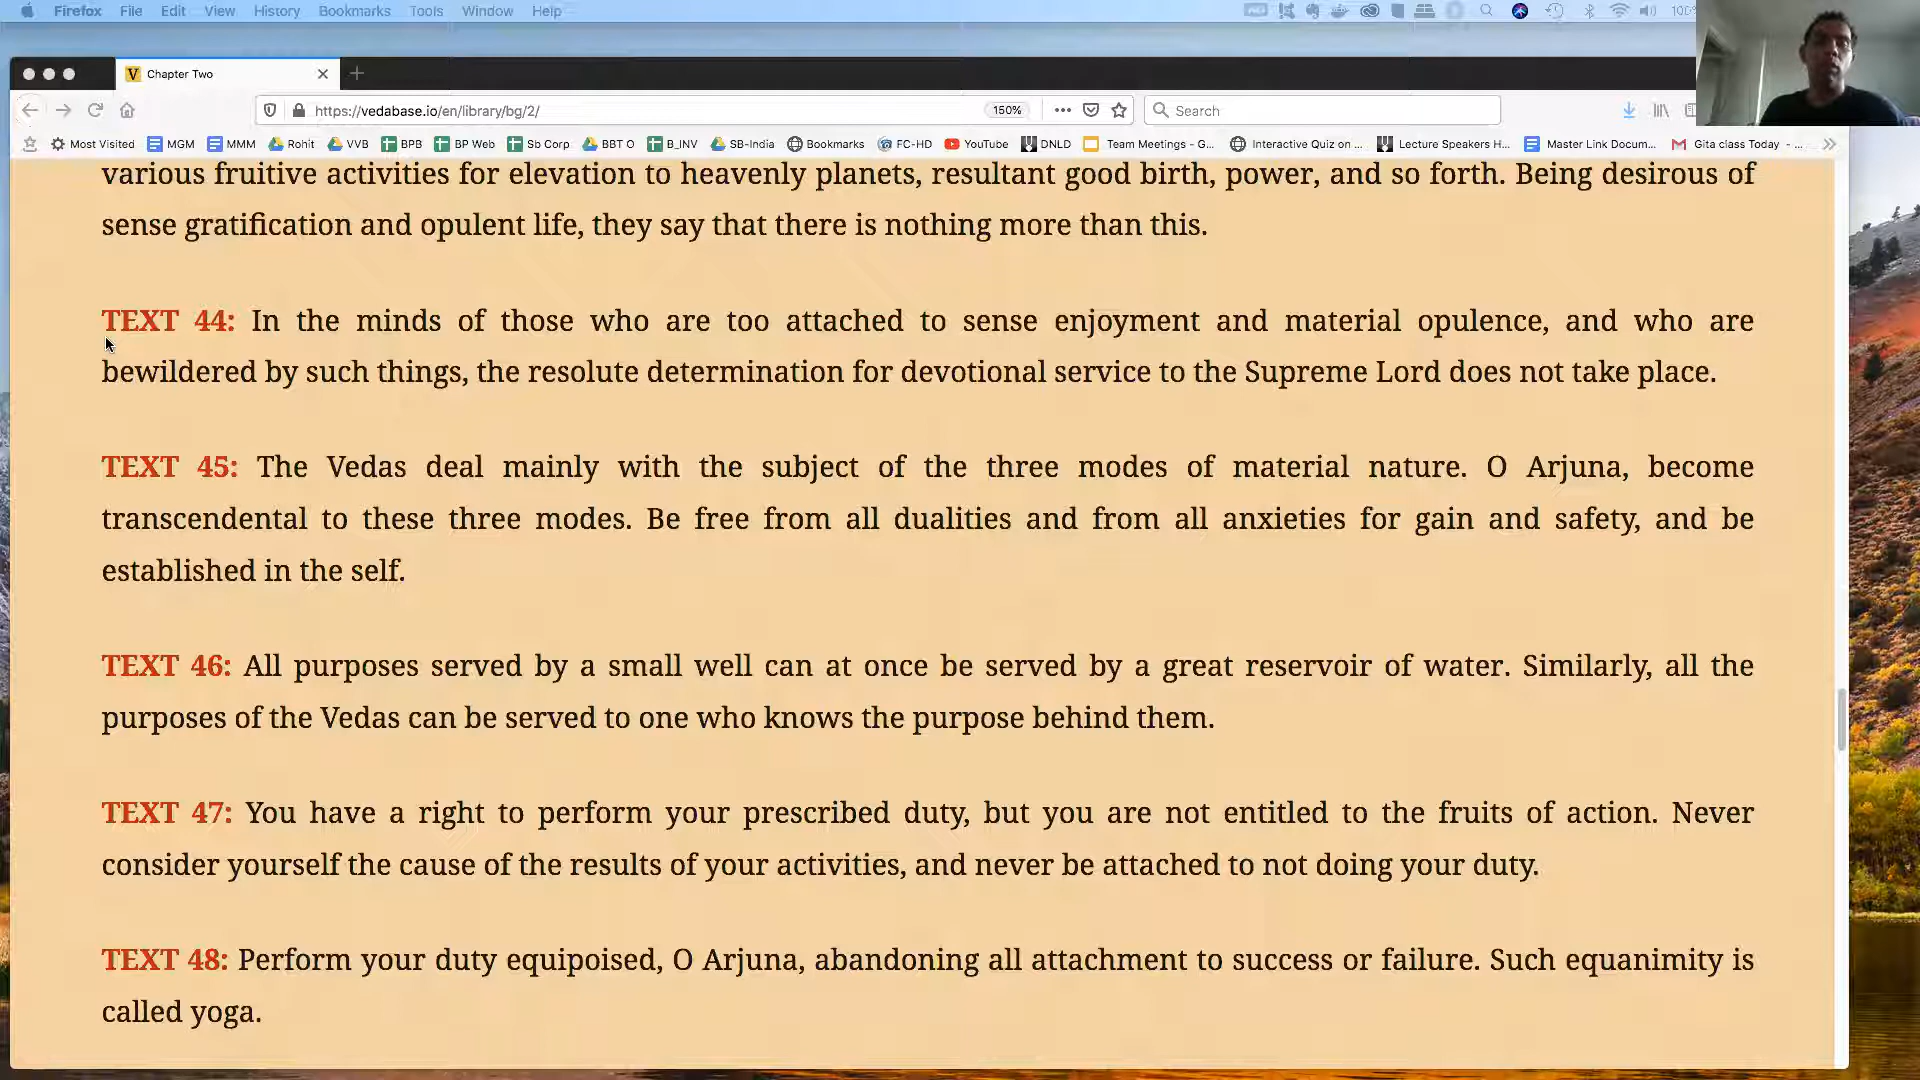 Firefox File Edit View History Bookmarks Tools Window Help 100%
Chapter Two
https://vedabase.io/en/library/bg/2/ 150% Search
Most Visited MGM MMM Rohit VVB BPB BP Web Sb Corp BBT O B_INV SB-India Bookmarks FC-HD YouTube DNLD Team Meetings - G... Interactive Quiz on ... Lecture Speakers H... Master Link Docum... Gita class Today - ...
various fruitive activities for elevation to heavenly planets, resultant good birth, power, and so forth. Being desirous of
sense gratification and opulent life, they say that there is nothing more than this.
TEXT 44: In the minds of those who are too attached to sense enjoyment and material opulence, and who are
bewildered by such things, the resolute determination for devotional service to the Supreme Lord does not take place.
TEXT 45: The Vedas deal mainly with the subject of the three modes of material nature. O Arjuna, become
transcendental to these three modes. Be free from all dualities and from all anxieties for gain and safety, and be
established in the self.
TEXT 46: All purposes served by a small well can at once be served by a great reservoir of water. Similarly, all the
purposes of the Vedas can be served to one who knows the purpose behind them.
TEXT 47: You have a right to perform your prescribed duty, but you are not entitled to the fruits of action. Never
consider yourself the cause of the results of your activities, and never be attached to not doing your duty.
TEXT 48: Perform your duty equipoised, O Arjuna, abandoning all attachment to success or failure. Such equanimity is
called yoga.